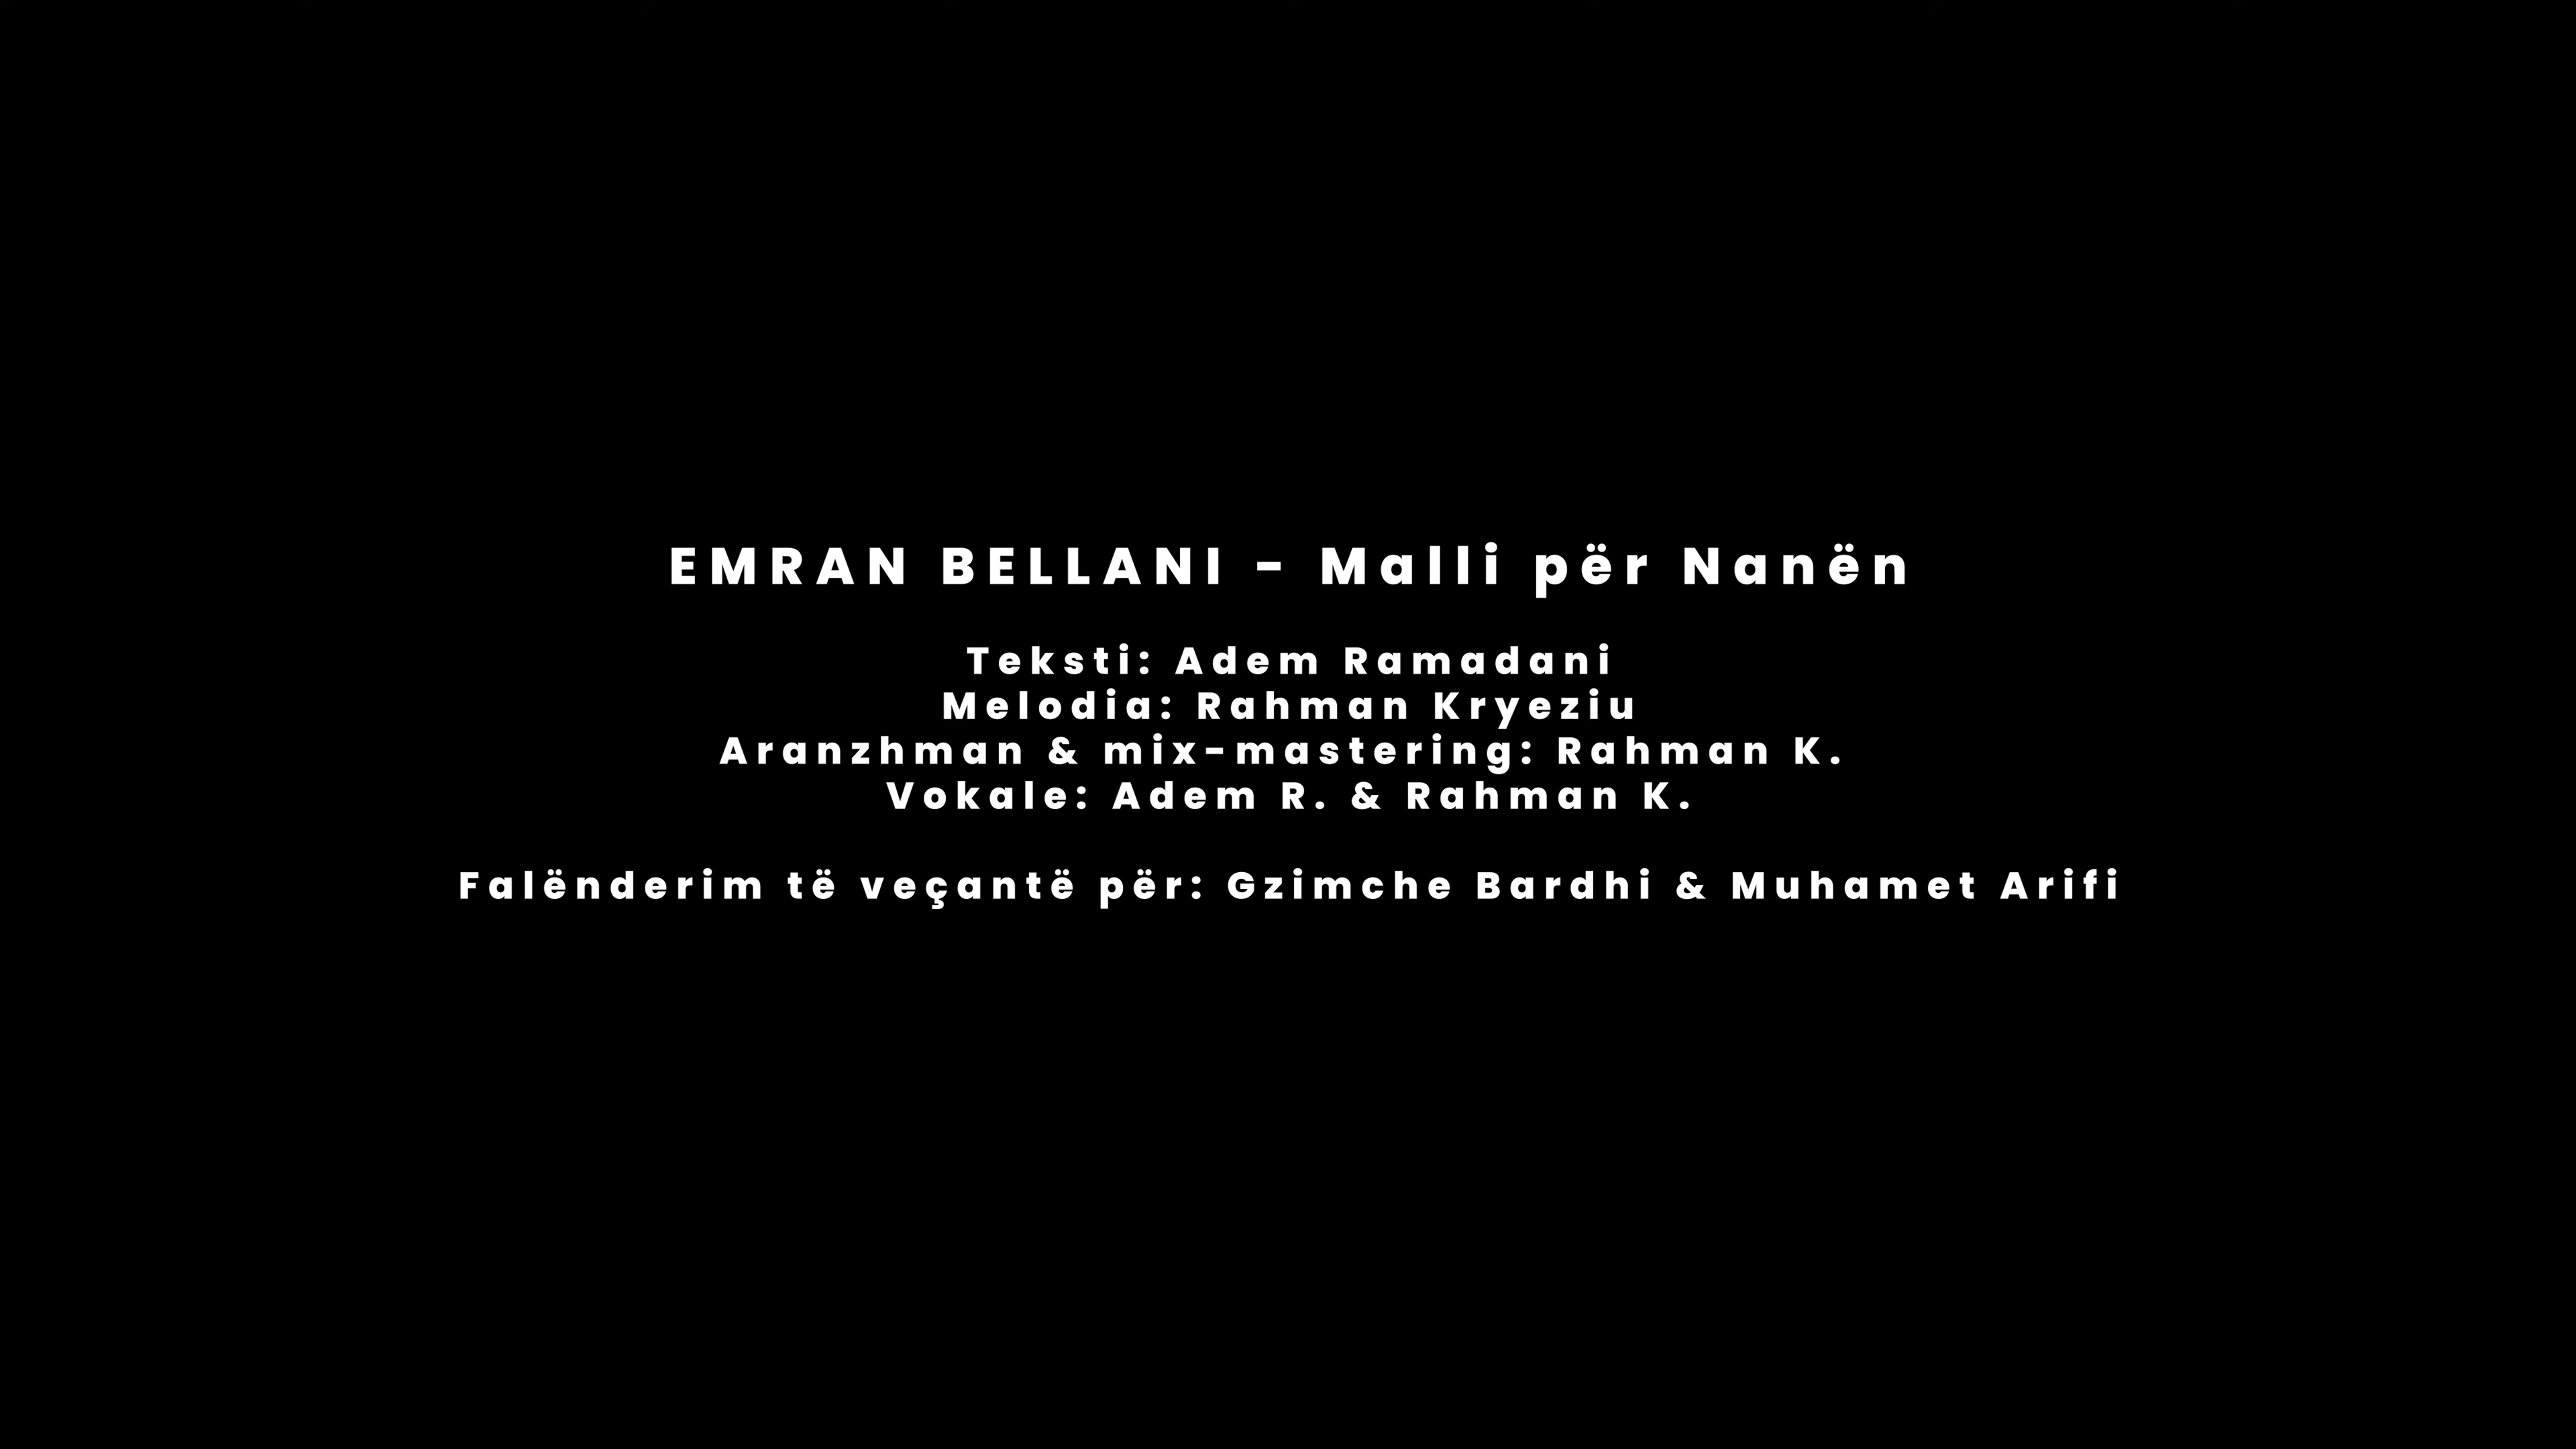 EMRAN BELLANI - Malli për Nanën
Teksti: Adem Ramadani
Melodia: Rahman Kryeziu
Aranzhman & mix-mastering: Rahman K.
Vokale: Adem R. & Rahman K.
Falënderim të veçantë për: Gzimche Bardhi & Muhamet Arifi